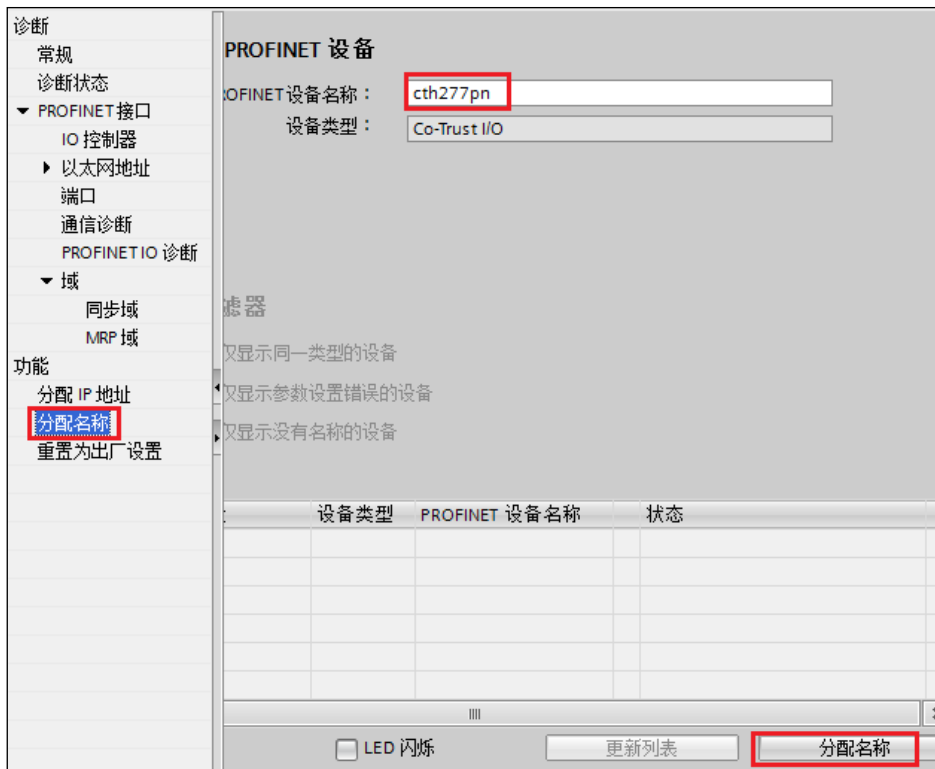 诊断
常规
诊断状态
PROFINET接口
IO 控制器
以太网地址
端口
通信诊断
PROFINET IO 诊断
域
同步域
MRP 域
功能
分配 IP 地址
分配名称
重置为出厂设置
PROFINET 设备
OFINET设备名称：
cth277pn
设备类型：
Co-Trust I/O
滤器
仅显示同一类型的设备
仅显示参数设置错误的设备
仅显示没有名称的设备
设备类型 PROFINET 设备名称 状态
LED 闪烁 更新列表 分配名称